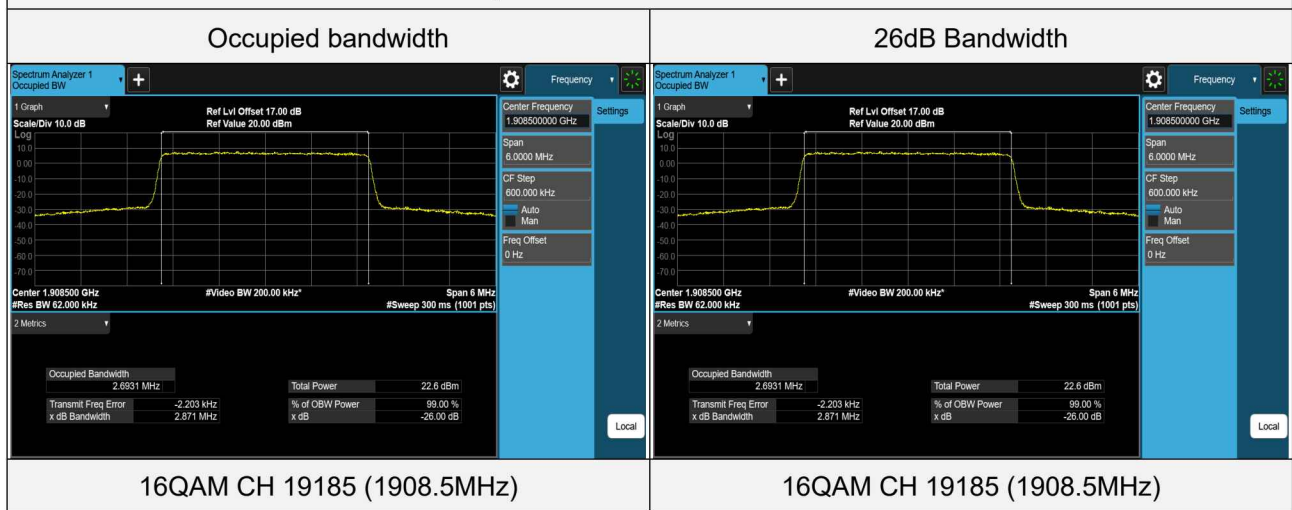 Occupied bandwidth
26dB Bandwidth
Spectrum Analyzer 1
Occupied BW
+
Frequency
1 Graph
Scale/Div 10.0 dB
Ref Lvl Offset 17.00 dB
Ref Value 20.00 dBm
Log
10.0
0.00
-10.0
-20.0
-30.0
-40.0
-50.0
-60.0
-70.0
Center 1.908500 GHz
#Video BW 200.00 kHz*
Span 6 MHz
#Res BW 62.000 kHz
#Sweep 300 ms (1001 pts)
Center Frequency
1.908500000 GHz
Settings
Span
6.0000 MHz
CF Step
600.000 kHz
Auto
Man
Freq Offset
0 Hz
2 Metrics
Occupied Bandwidth
2.6931 MHz
Total Power 22.6 dBm
Transmit Freq Error -2.203 kHz
% of OBW Power 99.00 %
x dB Bandwidth 2.871 MHz
x dB -26.00 dB
Local
Spectrum Analyzer 1
Occupied BW
+
Frequency
1 Graph
Scale/Div 10.0 dB
Ref Lvl Offset 17.00 dB
Ref Value 20.00 dBm
Log
10.0
0.00
-10.0
-20.0
-30.0
-40.0
-50.0
-60.0
-70.0
Center 1.908500 GHz
#Video BW 200.00 kHz*
Span 6 MHz
#Res BW 62.000 kHz
#Sweep 300 ms (1001 pts)
Center Frequency
1.908500000 GHz
Settings
Span
6.0000 MHz
CF Step
600.000 kHz
Auto
Man
Freq Offset
0 Hz
2 Metrics
Occupied Bandwidth
2.6931 MHz
Total Power 22.6 dBm
Transmit Freq Error -2.203 kHz
% of OBW Power 99.00 %
x dB Bandwidth 2.871 MHz
x dB -26.00 dB
Local
16QAM CH 19185 (1908.5MHz)
16QAM CH 19185 (1908.5MHz)